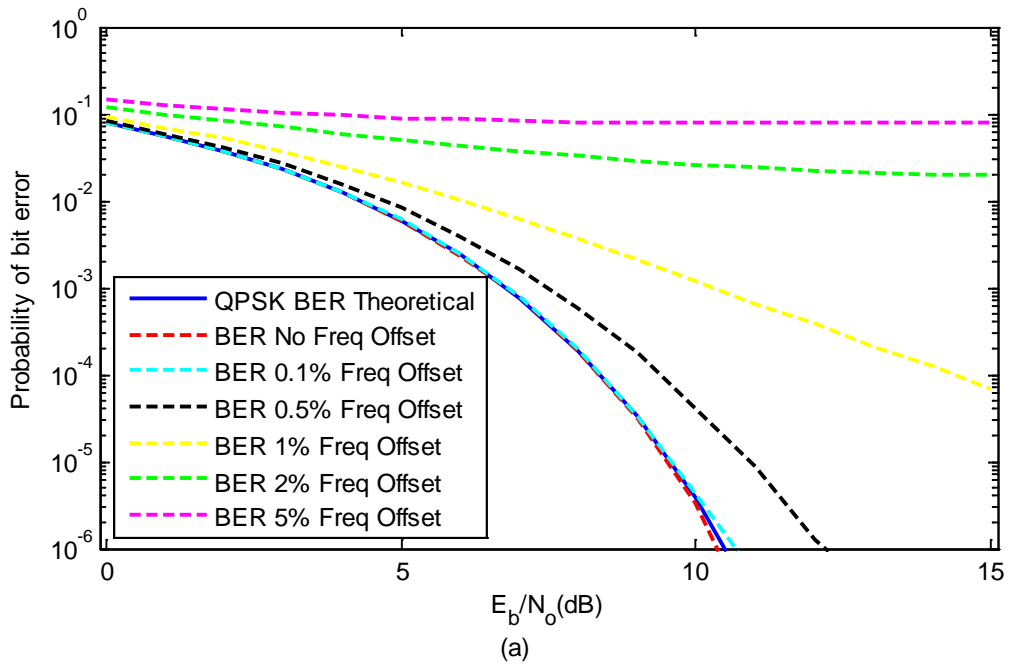 10^0
10^-1
10^-2
10^-3
10^-4
10^-5
10^-6
Probability of bit error
QPSK BER Theoretical
BER No Freq Offset
BER 0.1% Freq Offset
BER 0.5% Freq Offset
BER 1% Freq Offset
BER 2% Freq Offset
BER 5% Freq Offset
0 5 10 15
E_b/N_o(dB)
(a)